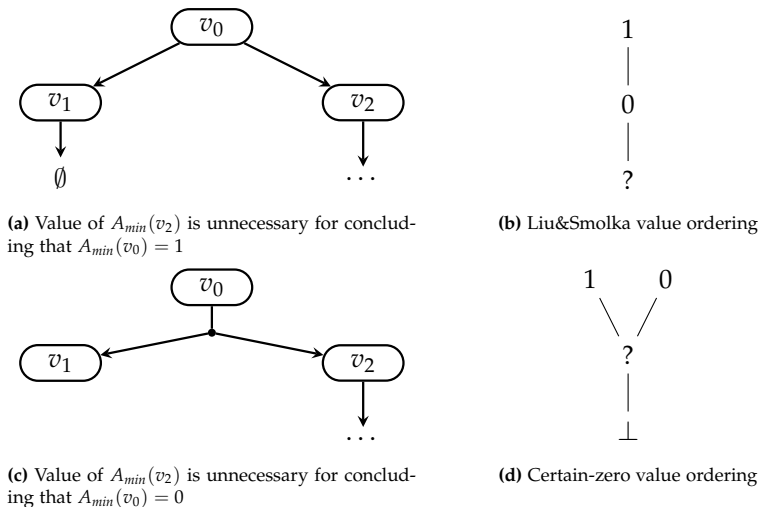 v0
v1
v2
∅
···
(a) Value of Amin(v2) is unnecessary for conclud-
ing that Amin(v0) = 1
1
0
?
(b) Liu&Smolka value ordering
v0
v1
v2
···
(c) Value of Amin(v2) is unnecessary for conclud-
ing that Amin(v0) = 0
1 0
?
⊥
(d) Certain-zero value ordering